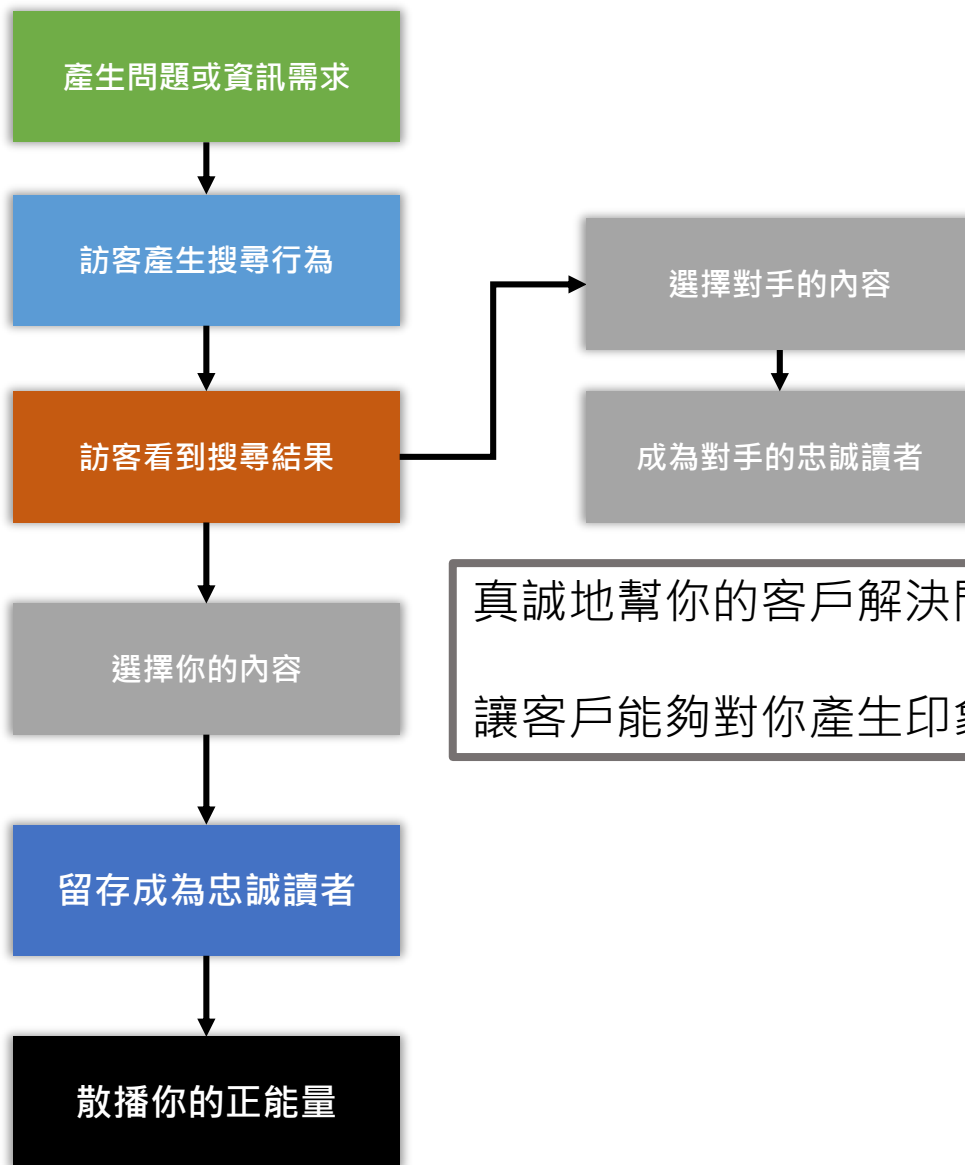 產生問題或資訊需求
訪客產生搜尋行為
訪客看到搜尋結果
選擇你的內容
留存成為忠誠讀者
散播你的正能量
選擇對手的內容
成為對手的忠誠讀者
真誠地幫你的客戶解決
讓客戶能夠對你產生印